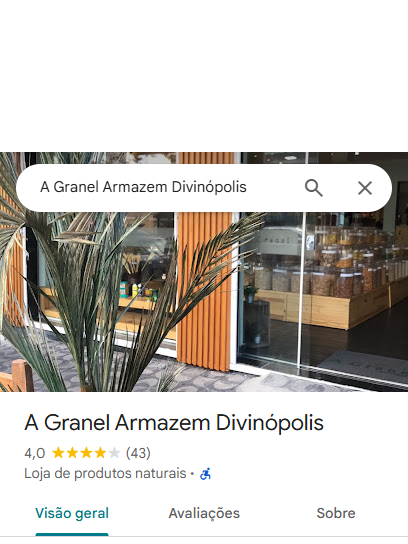 A Granel Armazem Divinópolis
A Granel Armazem Divinópolis
4,0 (43)
Loja de produtos naturais ·
Visão geral Avaliações Sobre